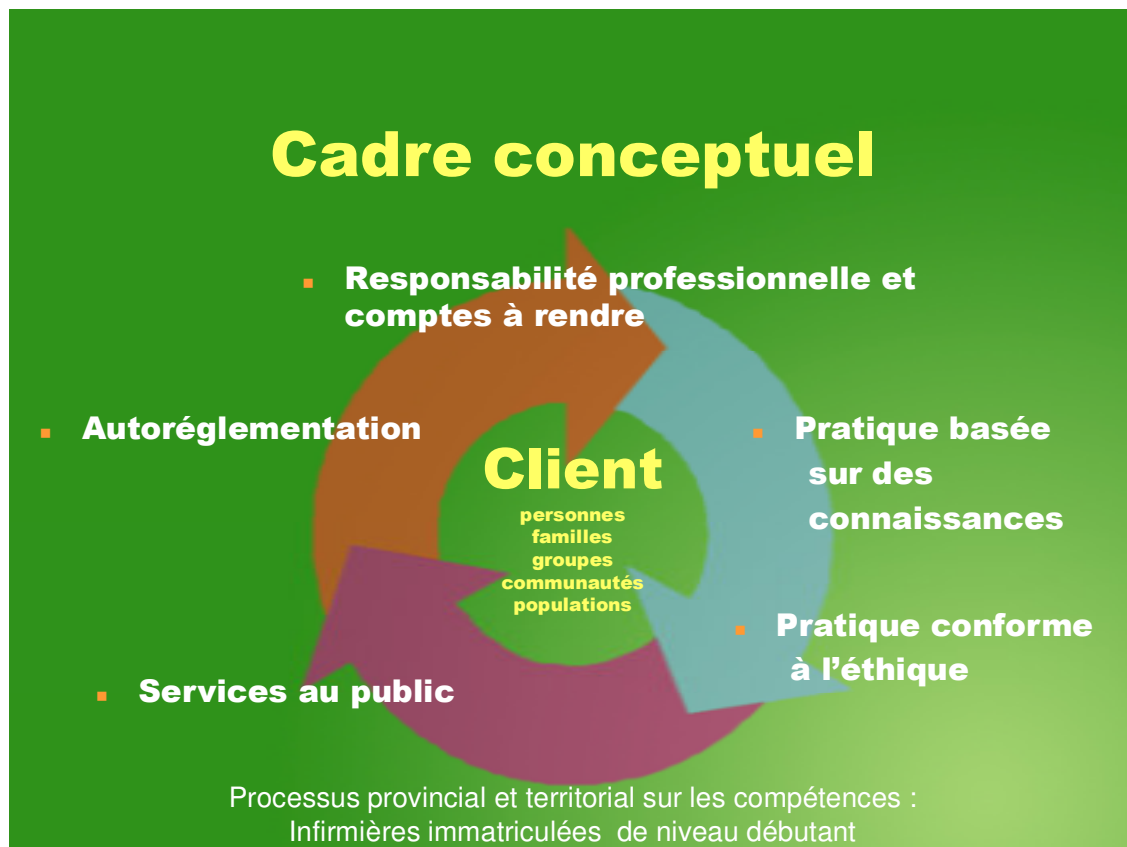 Cadre conceptuel
Responsabilité professionnelle et
comptes à rendre
Autoréglementation
Pratique basée
sur des
connaissances
Client
personnes
familles
groupes
communautés
populations
Pratique conforme
à l'éthique
Services au public
Processus provincial et territorial sur les compétences :
Infirmières immatriculées de niveau débutant